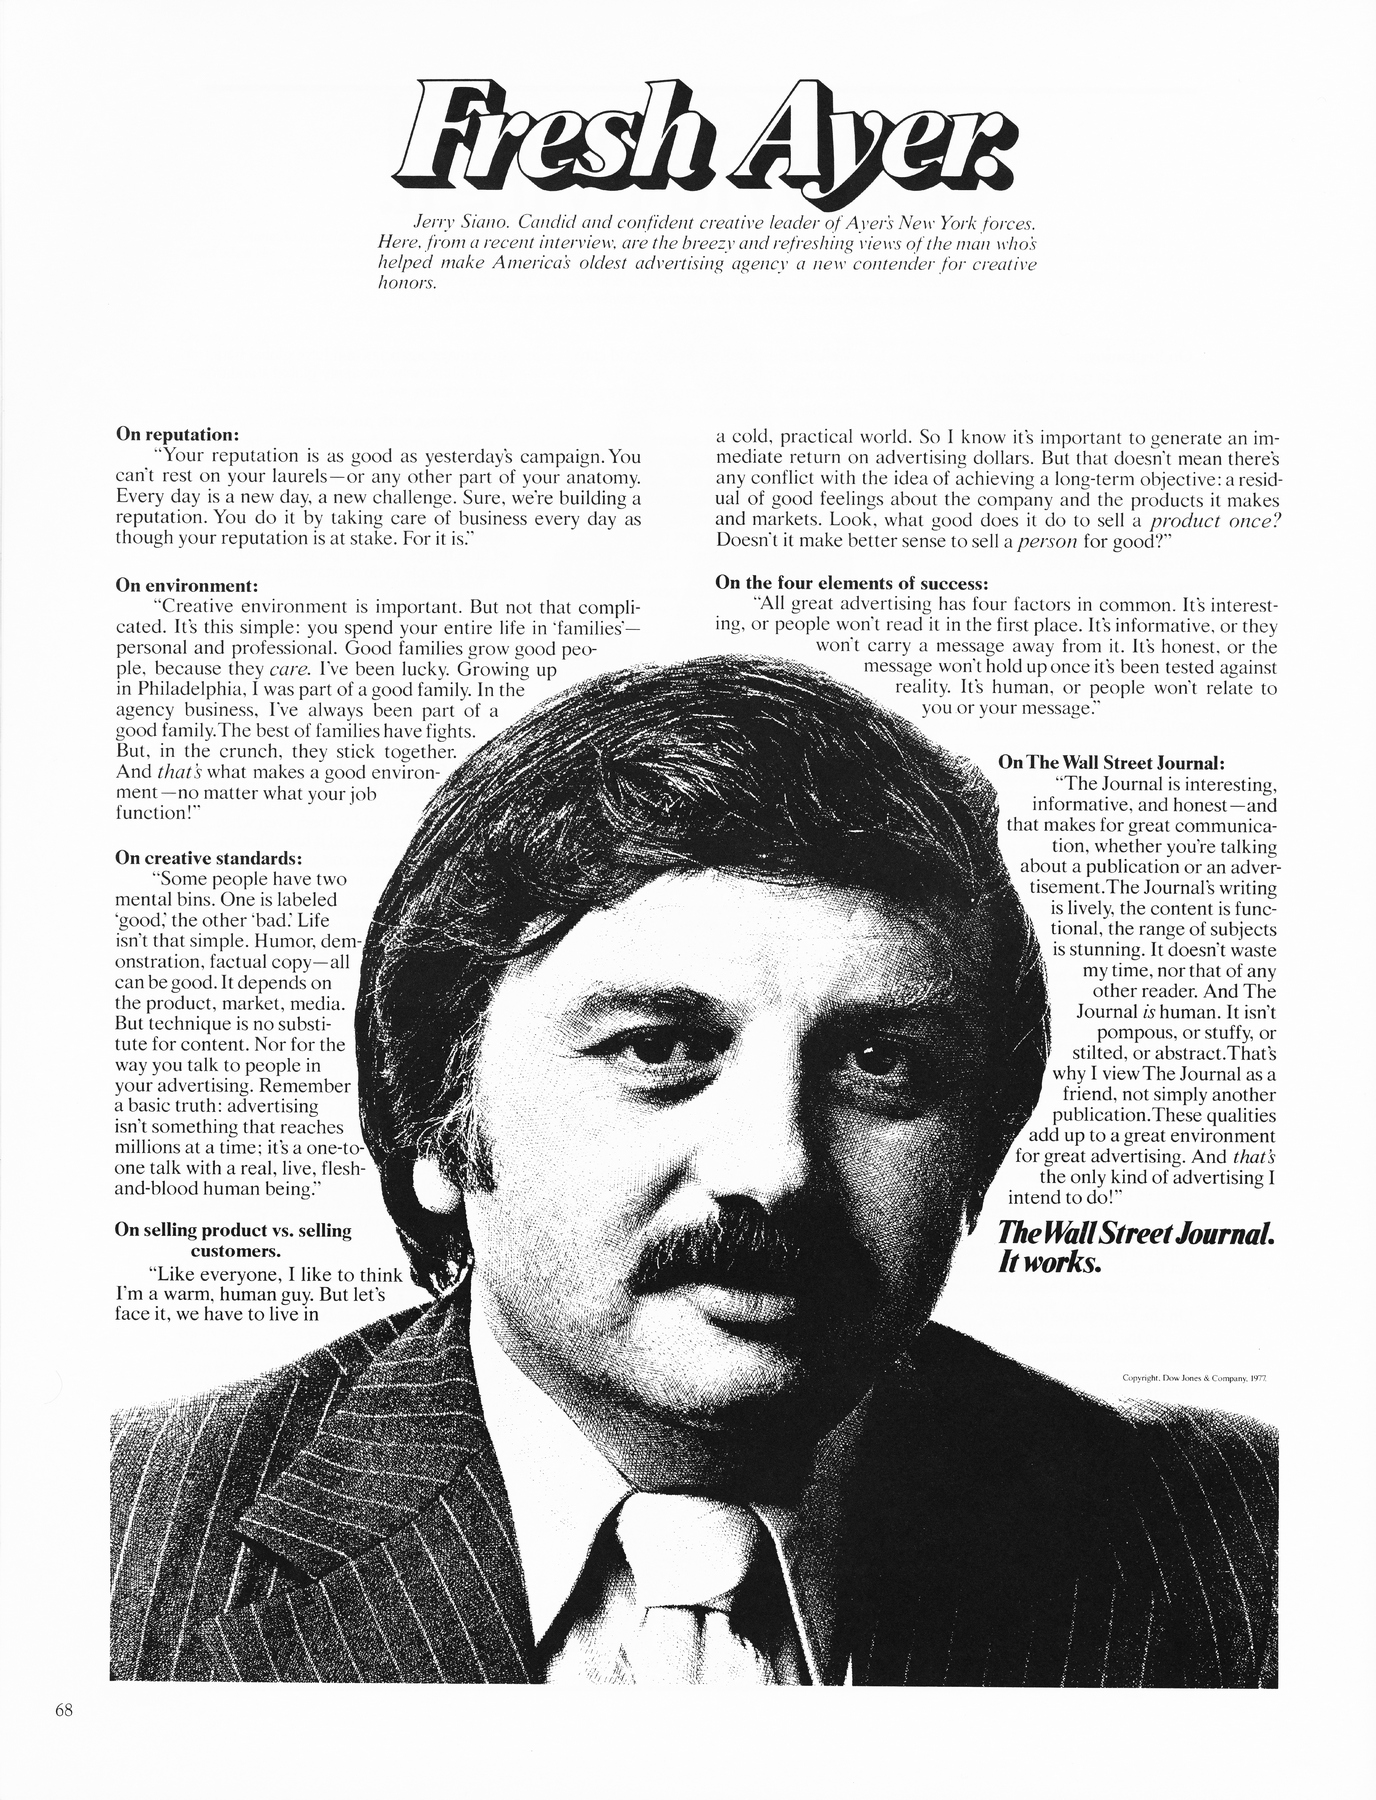 Fresh Ayer.
Jerry Siano. Candid and confident creative leader of Ayer's New York forces.
Here, from a recent interview, are the breezy and refreshing views of the man who's
helped make America's oldest advertising agency a new contender for creative
honors.
On reputation:
"Your reputation is as good as yesterday's campaign. You
can't rest on your laurels—or any other part of your anatomy.
Every day is a new day, a new challenge. Sure, we're building a
reputation. You do it by taking care of business every day as
though your reputation is at stake. For it is."
On environment:
"Creative environment is important. But not that compli-
cated. It's this simple: you spend your entire life in 'families'—
personal and professional. Good families grow good peo-
ple, because they care. I've been lucky. Growing up
in Philadelphia, I was part of a good family. In the
agency business, I've always been part of a
good family. The best of families have fights.
But, in the crunch, they stick together.
And that's what makes a good environ-
ment—no matter what your job
function!"
On creative standards:
"Some people have two
mental bins. One is labeled
'good,' the other 'bad.' Life
isn't that simple. Humor, dem-
onstration, factual copy—all
can be good. It depends on
the product, market, media.
But technique is no substi-
tute for content. Nor for the
way you talk to people in
your advertising. Remember
a basic truth: advertising
isn't something that reaches
millions at a time; it's a one-to-
one talk with a real, live, flesh-
and-blood human being."
On selling product vs. selling
customers.
"Like everyone, I like to think
I'm a warm, human guy. But let's
face it, we have to live in
a cold, practical world. So I know it's important to generate an im-
mediate return on advertising dollars. But that doesn't mean there's
any conflict with the idea of achieving a long-term objective: a resid-
ual of good feelings about the company and the products it makes
and markets. Look, what good does it do to sell a product once?
Doesn't it make better sense to sell a person for good?"
On the four elements of success:
"All great advertising has four factors in common. It's interest-
ing, or people won't read it in the first place. It's informative, or they
won't carry a message away from it. It's honest, or the
message won't hold up once it's been tested against
reality. It's human, or people won't relate to
you or your message."
On The Wall Street Journal:
"The Journal is interesting,
informative, and honest—and
that makes for great communica-
tion, whether you're talking
about a publication or an adver-
tisement. The Journal's writing
is lively, the content is func-
tional, the range of subjects
is stunning. It doesn't waste
my time, nor that of any
other reader. And The
Journal is human. It isn't
pompous, or stuffy, or
stilted, or abstract. That's
why I view The Journal as a
friend, not simply another
publication. These qualities
add up to a great environment
for great advertising. And that's
the only kind of advertising I
intend to do!"
The Wall Street Journal.
It works.
Copyright, Dow Jones & Company, 1977.
68